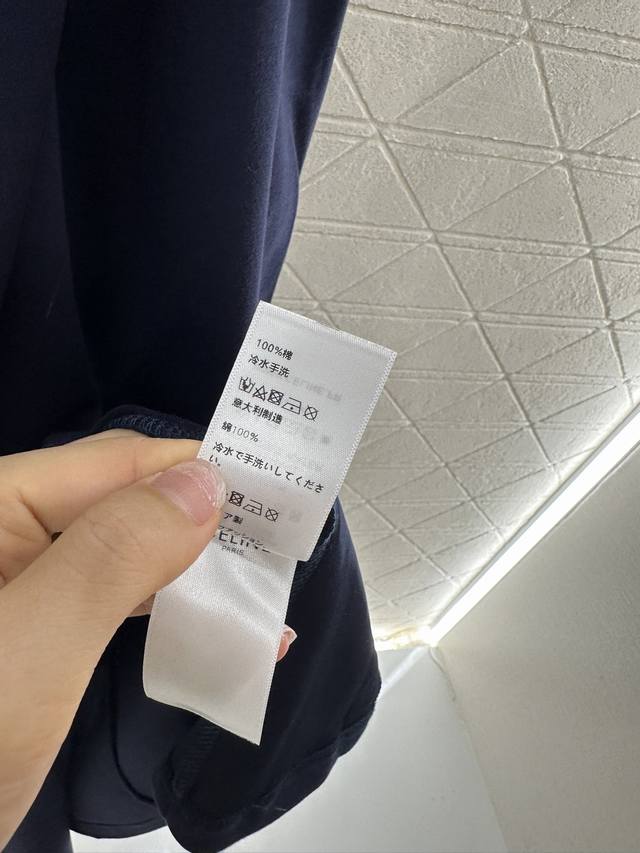 100%棉
冷水手洗
意大利制造
綿100%
冷水で手洗いしてくださ
い。
ア製
PARIS